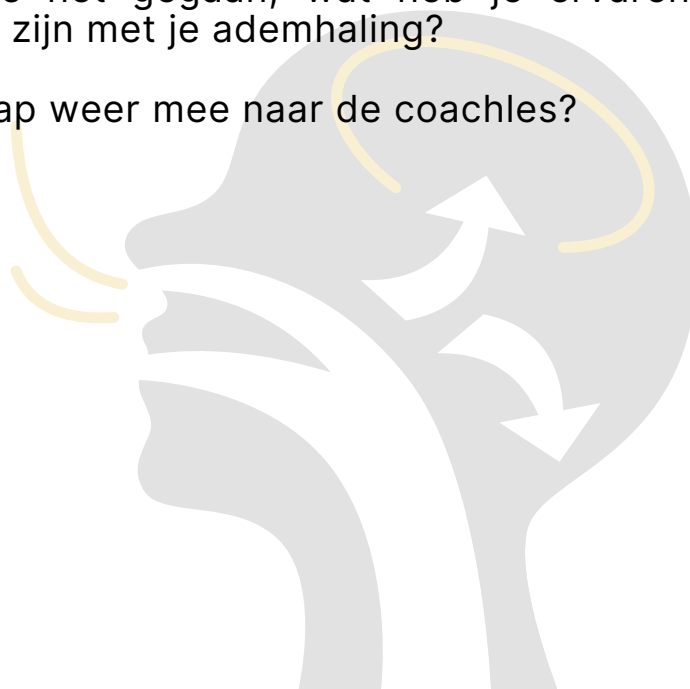 het gegaan, wat heb je ervaren
zijn met je ademhaling?
ap weer mee naar de coachles?